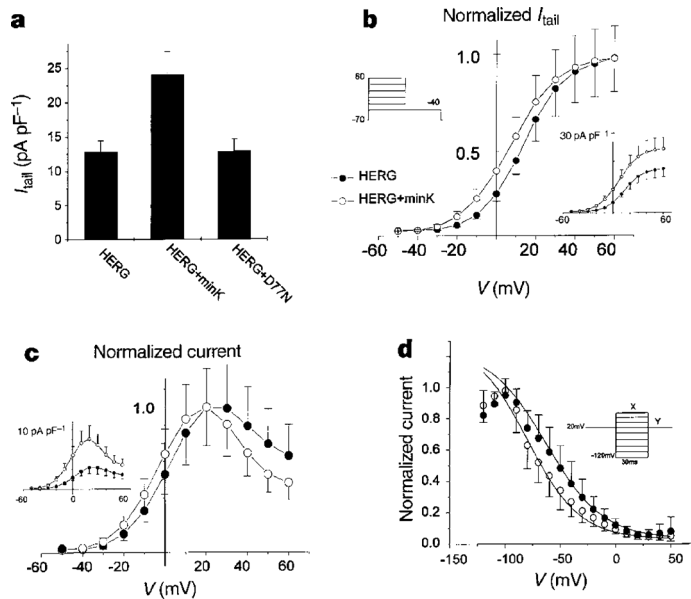 a
I tail (pA pF⁻¹)
25
20
15
10
5
0
HERG
HERG+minK
HERG+D77N
b
Normalized I tail
1.0
0.5
60
-70
-40
30 pA pF⁻¹
-60
60
HERG
HERG+minK
-60 -40 -20 20 40 60
V (mV)
c
Normalized current
1.0
10 pA pF⁻¹
-60 0 60
-60 -40 -20 20 40 60
V (mV)
d
Normalized current
1.0
0.8
0.6
0.4
0.2
0.0
X
Y
20mV
-120mV
30ms
-150 -100 -50 0 50
V (mV)